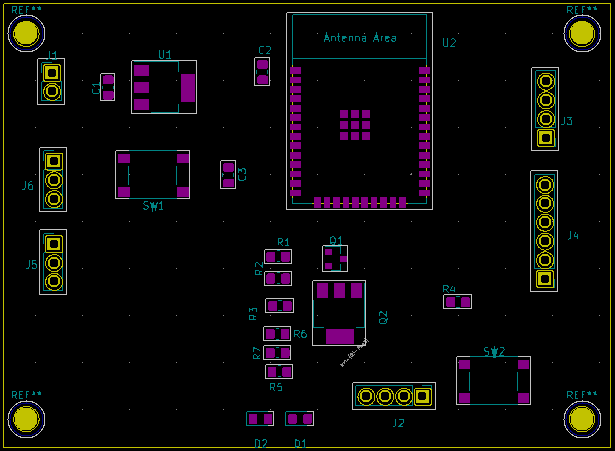 REF**
REF**
J1
U1
C2
Antenna Area
U2
C1
J3
C3
J6
SW1
J4
Q1
R1
J5
R2
R4
R3
Q2
R6
R7
SW2
R5
REF**
REF**
J2
D2
D1